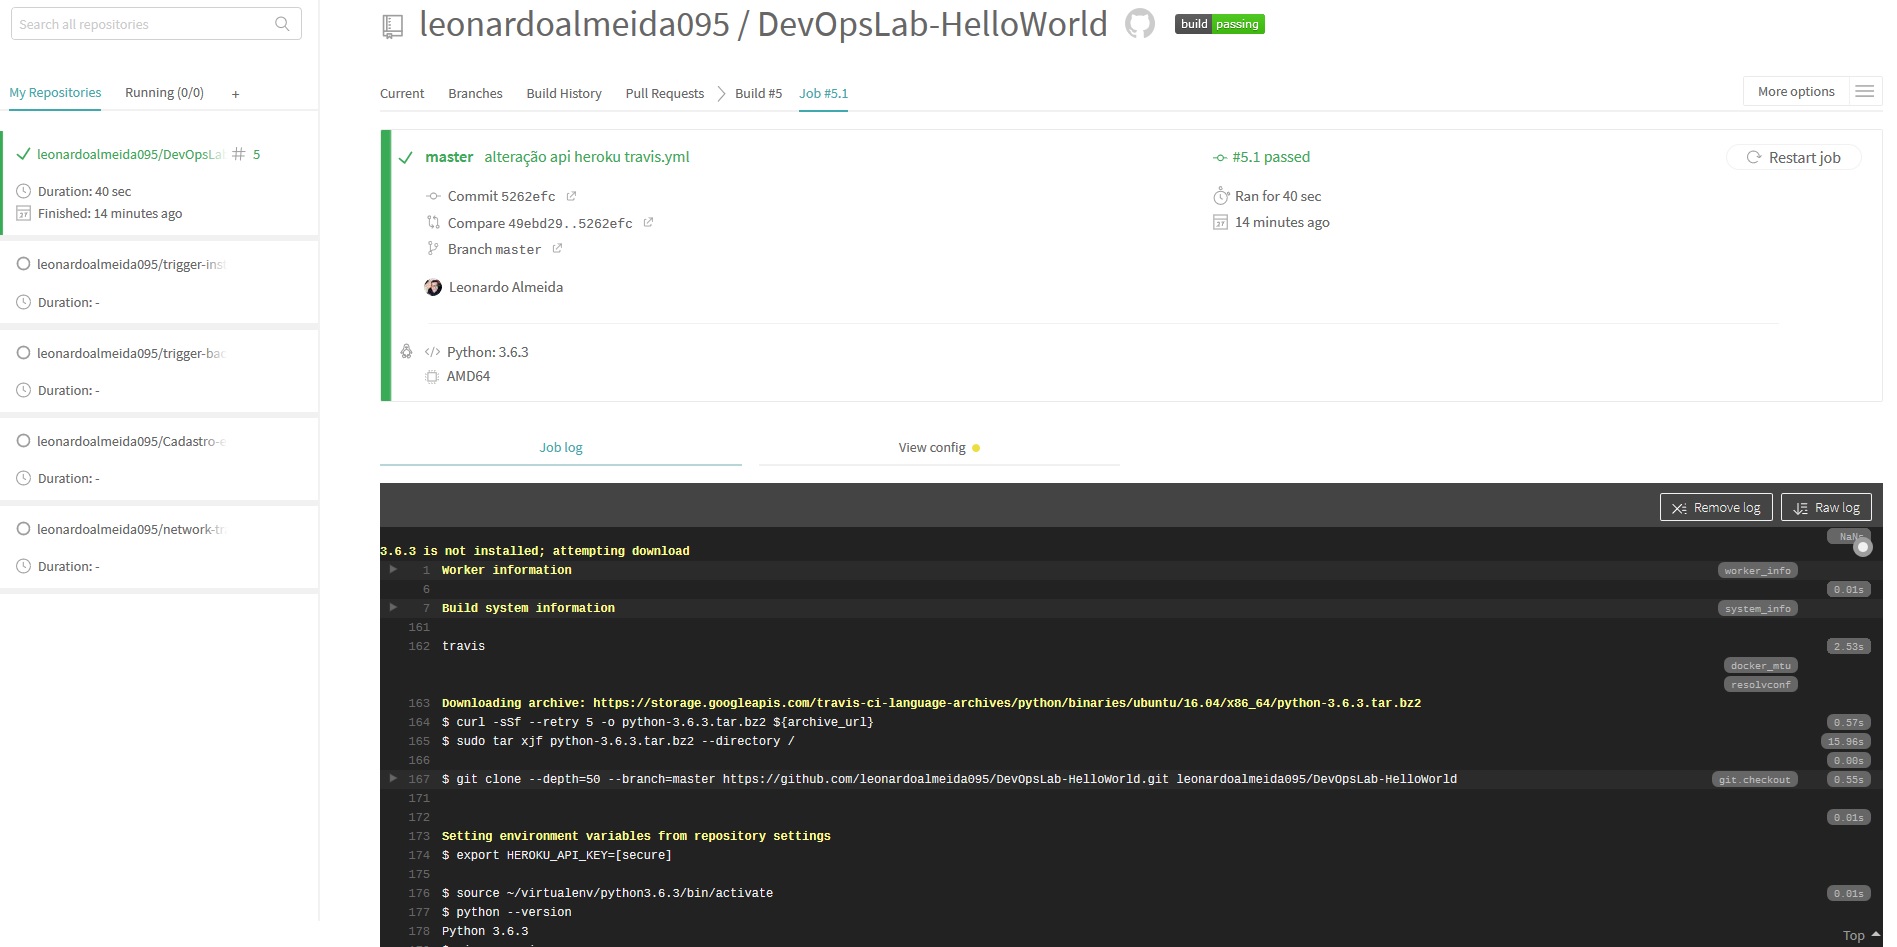 Search all repositories
leonardoalmeida095 / DevOpsLab-HelloWorld
build passing
My Repositories
Running (0/0)
+
leonardoalmeida095/DevOpsLa # 5
Duration: 40 sec
Finished: 14 minutes ago
leonardoalmeida095/trigger-ins
Duration: -
leonardoalmeida095/trigger-bac
Duration: -
leonardoalmeida095/Cadastro-e
Duration: -
leonardoalmeida095/network-tr
Duration: -
Current Branches Build History Pull Requests Build #5 Job #5.1
More options
master alteração api heroku travis.yml
#5.1 passed
Restart job
Commit 5262efc
Ran for 40 sec
Compare 49ebd29..5262efc
14 minutes ago
Branch master
Leonardo Almeida
Python: 3.6.3
AMD64
Job log
View config
Remove log
Raw log
3.6.3 is not installed; attempting download
1 Worker information worker_info
6 0.01s
7 Build system information system_info
161
162 travis 2.53s
docker_mtu
resolvconf
163 Downloading archive: https://storage.googleapis.com/travis-ci-language-archives/python/binaries/ubuntu/16.04/x86_64/python-3.6.3.tar.bz2
164 $ curl -sSf --retry 5 -o python-3.6.3.tar.bz2 ${archive_url} 0.57s
165 $ sudo tar xjf python-3.6.3.tar.bz2 --directory / 15.96s
166 0.00s
167 $ git clone --depth=50 --branch=master https://github.com/leonardoalmeida095/DevOpsLab-HelloWorld.git leonardoalmeida095/DevOpsLab-HelloWorld git.checkout 0.55s
171
172 0.01s
173 Setting environment variables from repository settings
174 $ export HEROKU_API_KEY=[secure]
175
176 $ source ~/virtualenv/python3.6.3/bin/activate 0.01s
177 $ python --version
178 Python 3.6.3
Top